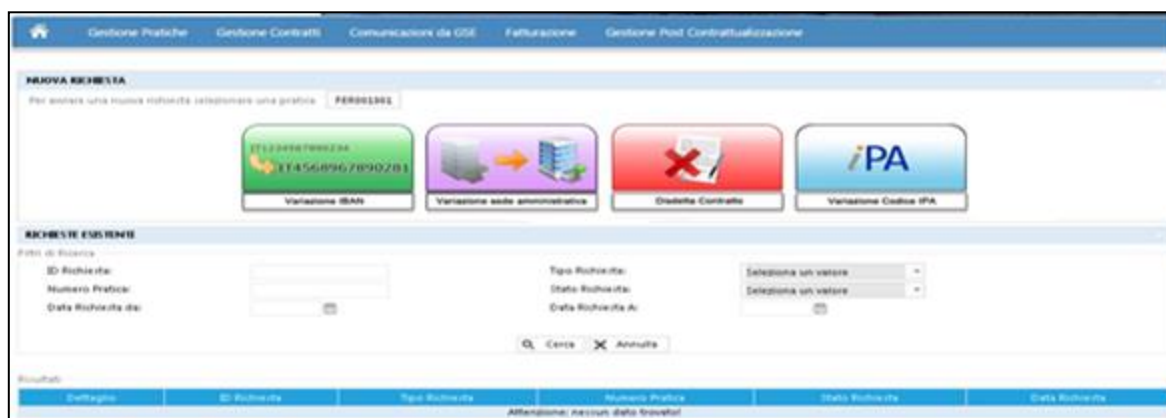 Gestione Pratiche Gestione Contratti Comunicazioni da GSE Fatturazione Gestione Post Contrattualizzazione
NUOVA RICHIESTA
Per avviare una nuova richiesta selezionare una pratica FER001001
IT1234567890234
IT4568967890281
iPA
Variazione IBAN Variazione sede amministrativa Disdetta Contratto Variazione Codice IPA
RICHIESTE ESISTENTI
Filtri di Ricerca
ID Richiesta: Tipo Richiesta: Seleziona un valore
Numero Pratica: Stato Richiesta: Seleziona un valore
Data Richiesta da: Data Richiesta A:
Cerca Annulla
Risultati
Dettaglio ID Richiesta Tipo Richiesta Numero Pratica Stato Richiesta Data Richiesta
Attenzione: nessun dato trovato!